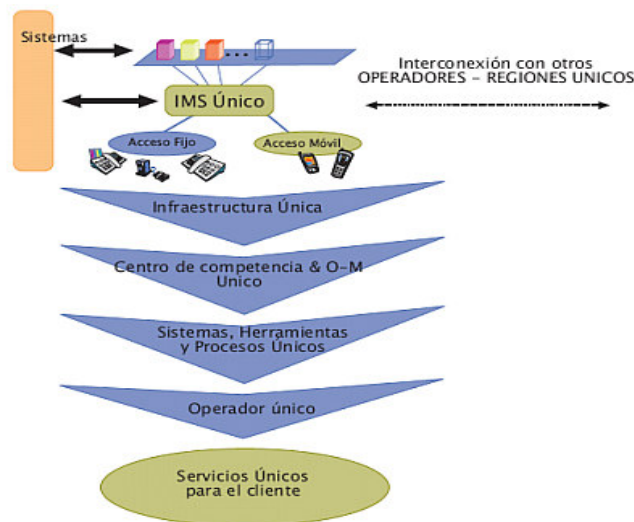 Sistemas
Interconexión con otros
OPERADORES - REGIONES UNICOS
IMS Único
Acceso Fijo
Acceso Móvil
Infraestructura Única
Centro de competencia & O-M
Unico
Sistemas, Herramientas
y Procesos Únicos
Operador único
Servicios Únicos
para el cliente